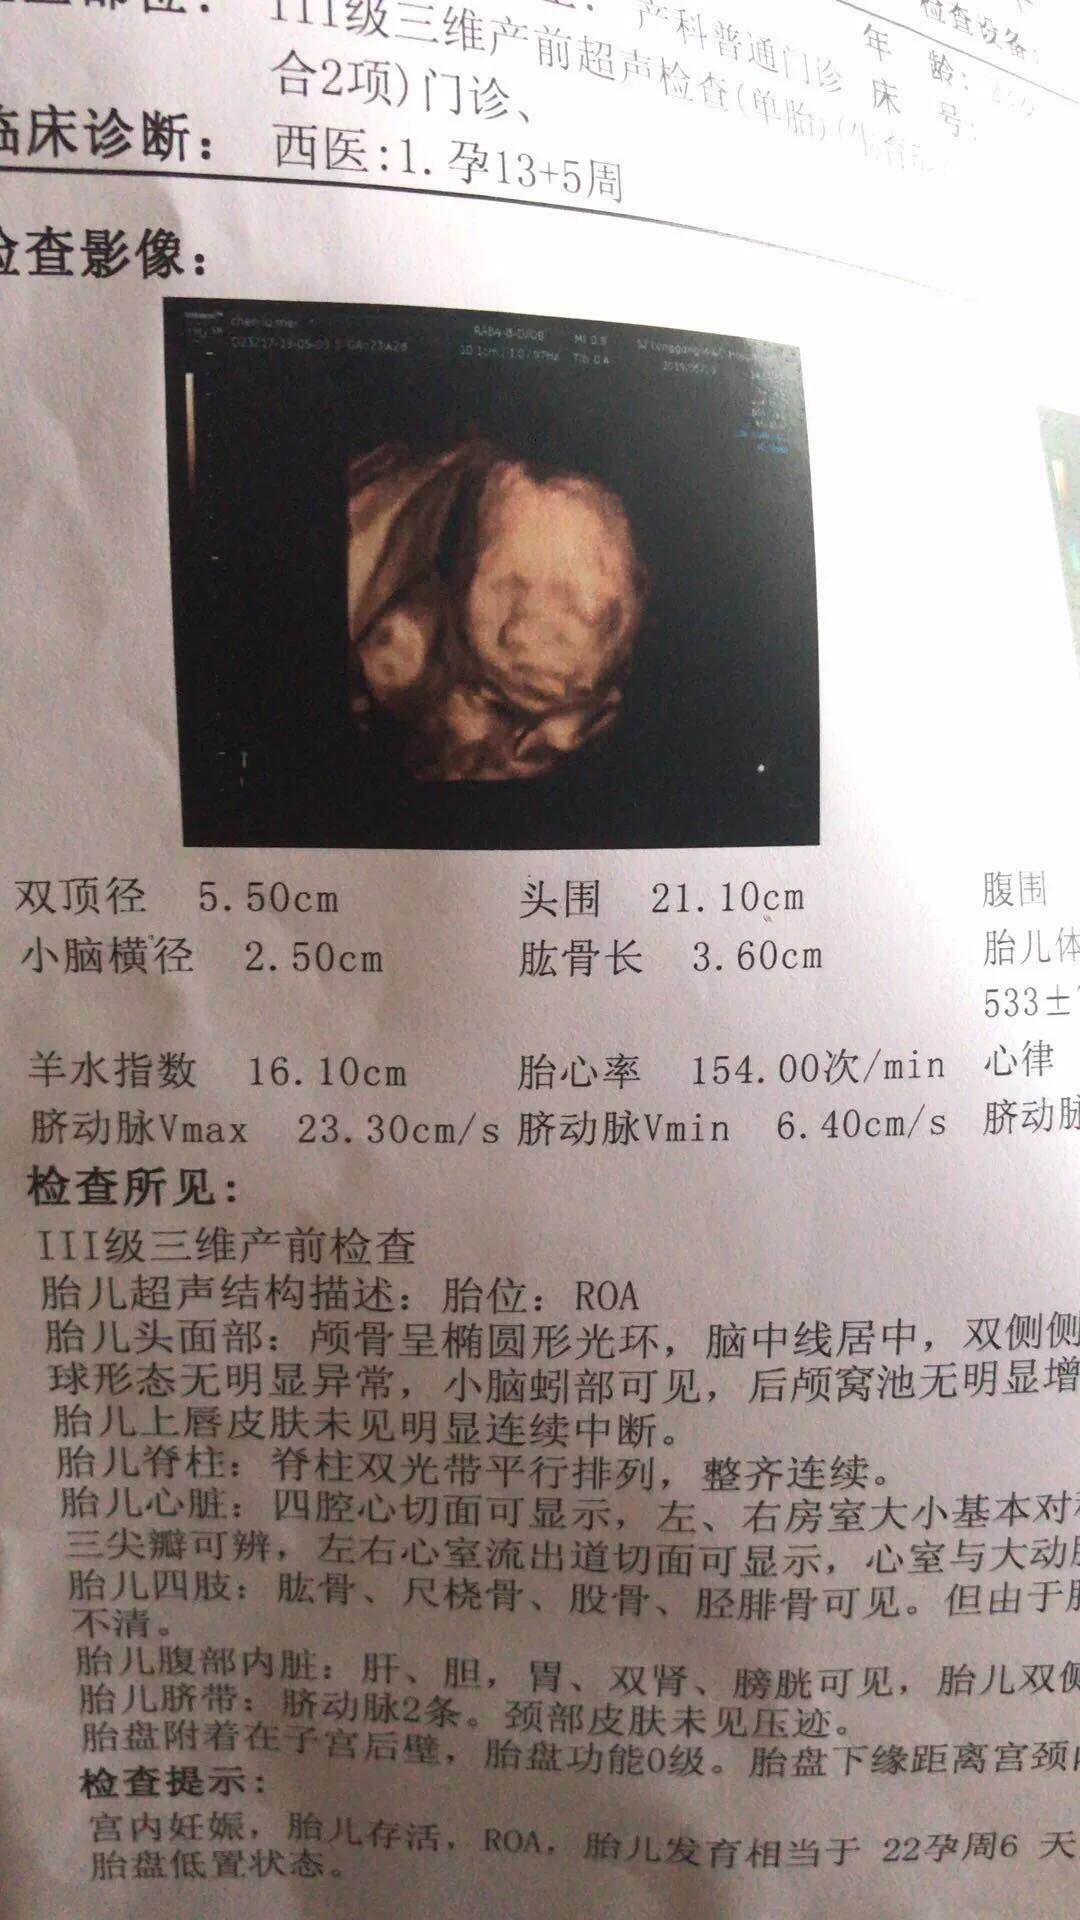 III级三维产前超声检查(单胎)
产科普通门诊
年 龄:
检查设备:
合2项)门诊、
床 号:
临床诊断: 西医:1.孕13+5周
检查影像:
双顶径 5.50cm 头围 21.10cm 腹围
小脑横径 2.50cm 肱骨长 3.60cm 胎儿体
533±
羊水指数 16.10cm 胎心率 154.00次/min 心律
脐动脉Vmax 23.30cm/s 脐动脉Vmin 6.40cm/s 脐动脉
检查所见:
III级三维产前检查
胎儿超声结构描述: 胎位: ROA
胎儿头面部: 颅骨呈椭圆形光环, 脑中线居中, 双侧侧
球形态无明显异常, 小脑蚓部可见, 后颅窝池无明显增
胎儿上唇皮肤未见明显连续中断。
胎儿脊柱: 脊柱双光带平行排列, 整齐连续。
胎儿心脏: 四腔心切面可显示, 左、右房室大小基本对
三尖瓣可辨, 左右心室流出道切面可显示, 心室与大动
胎儿四肢: 肱骨、尺桡骨、股骨、胫腓骨可见。但由于
不清。
胎儿腹部内脏: 肝、胆, 胃、双肾、膀胱可见, 胎儿双侧
胎儿脐带: 脐动脉2条。颈部皮肤未见压迹。
胎盘附着在子宫后壁, 胎盘功能0级。胎盘下缘距离宫颈
检查提示:
宫内妊娠, 胎儿存活, ROA, 胎儿发育相当于 22孕周6 天
胎盘低置状态。